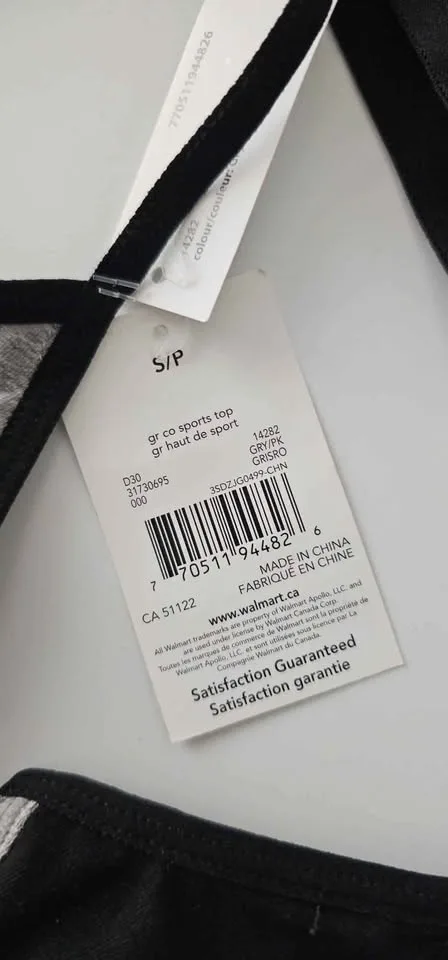 770511944826
14282
colour/couleur:
S/P
gr co sports top
gr haut de sport
D30
31730695
000
14282
GRY/PK
GRISRO
3SDZJG0499-CHN
7 70511 94482 6
MADE IN CHINA
FABRIQUÉ EN CHINE
CA 51122
www.walmart.ca
All Walmart trademarks are property of Walmart Apollo, LLC. and
are used under license by Walmart Canada Corp.
Toutes les marques de commerce de Walmart sont la propriété de
Walmart Apollo, LLC. et sont utilisées sous licence par La
Compagnie Walmart du Canada.
Satisfaction Guaranteed
Satisfaction garantie